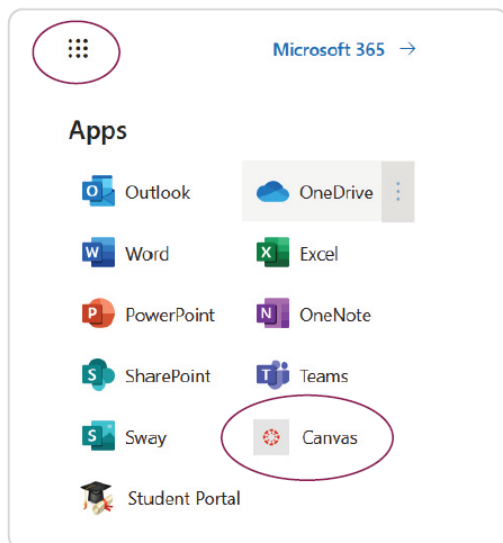 Microsoft 365 →
Apps
Outlook
OneDrive
Word
Excel
PowerPoint
OneNote
SharePoint
Teams
Sway
Canvas
Student Portal